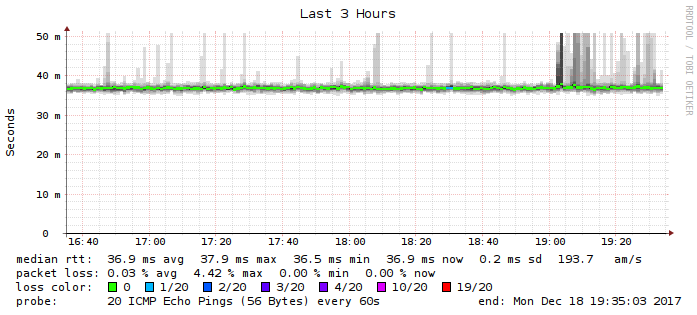 Last 3 Hours
RRDTOOL / TOBI OETIKER
Seconds
50 m
40 m
30 m
20 m
10 m
0
16:40 17:00 17:20 17:40 18:00 18:20 18:40 19:00 19:20
median rtt: 36.9 ms avg 37.9 ms max 36.5 ms min 36.9 ms now 0.2 ms sd 193.7 am/s
packet loss: 0.03 % avg 4.42 % max 0.00 % min 0.00 % now
loss color: 0 1/20 2/20 3/20 4/20 10/20 19/20
probe: 20 ICMP Echo Pings (56 Bytes) every 60s end: Mon Dec 18 19:35:03 2017